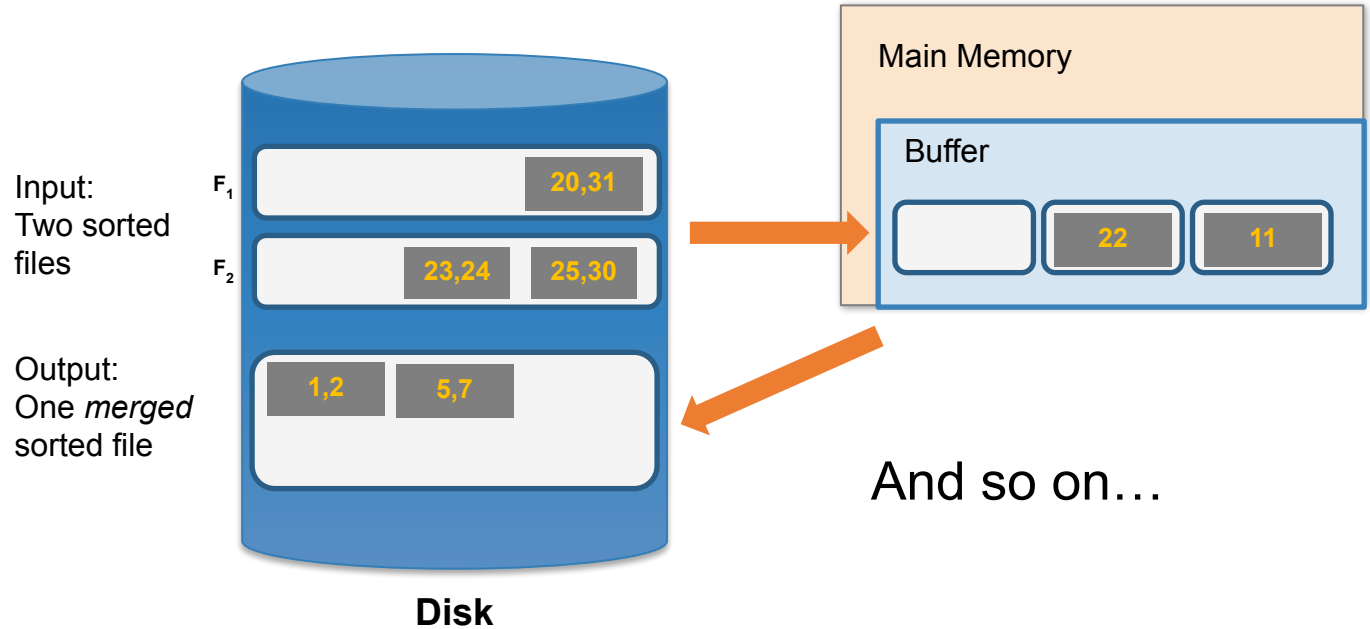 Main Memory
Buffer
22
11
Input:
Two sorted
files
F1
20,31
F2
23,24
25,30
Output:
One merged
sorted file
1,2
5,7
And so on…
Disk